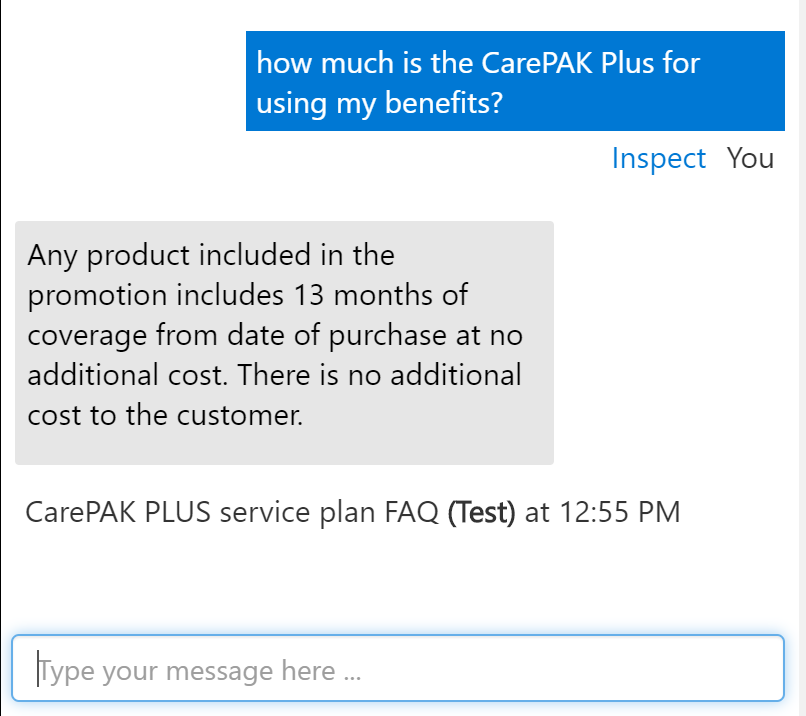 how much is the CarePAK Plus for
using my benefits?
Inspect You
Any product included in the
promotion includes 13 months of
coverage from date of purchase at no
additional cost. There is no additional
cost to the customer.
CarePAK PLUS service plan FAQ (Test) at 12:55 PM
Type your message here ...